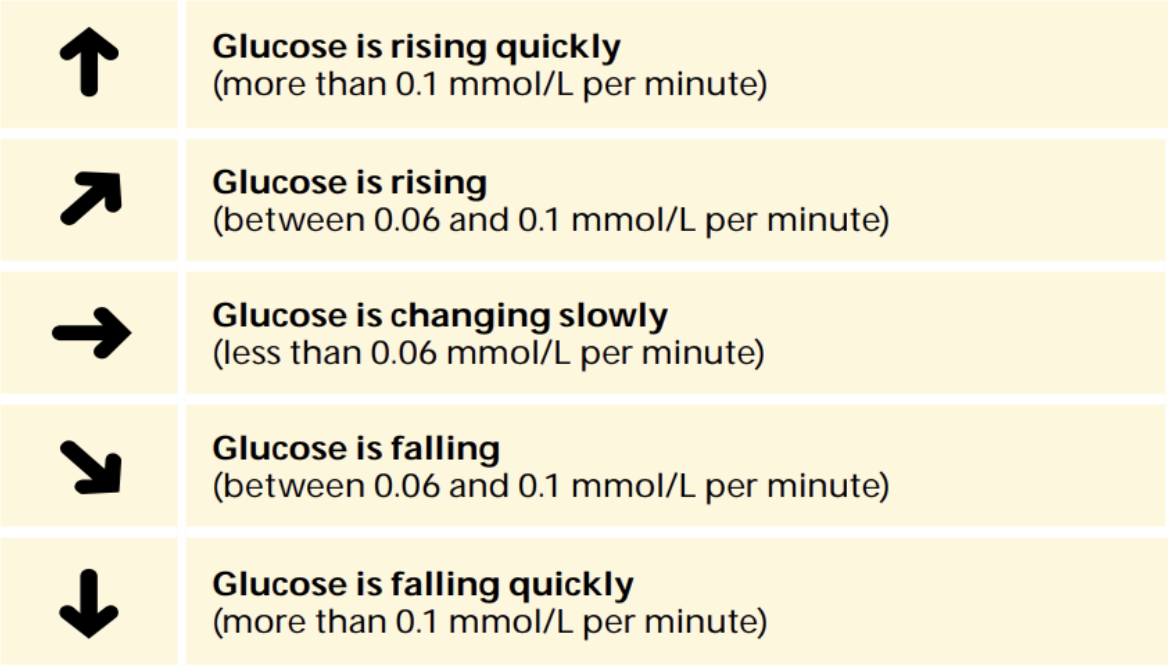 Glucose is rising quickly
(more than 0.1 mmol/L per minute)
Glucose is rising
(between 0.06 and 0.1 mmol/L per minute)
Glucose is changing slowly
(less than 0.06 mmol/L per minute)
Glucose is falling
(between 0.06 and 0.1 mmol/L per minute)
Glucose is falling quickly
(more than 0.1 mmol/L per minute)